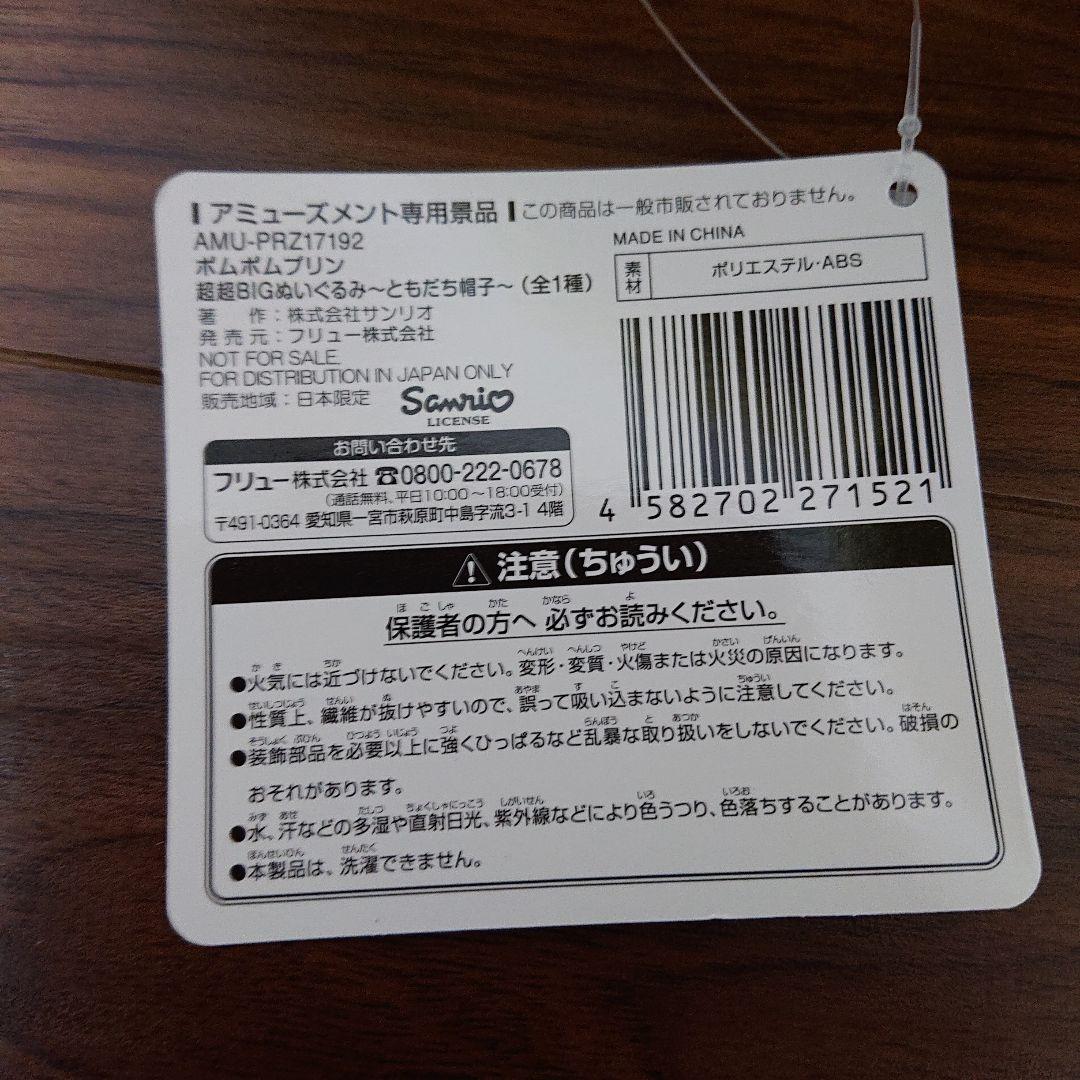 アミューズメント専用景品 この商品は一般市販されておりません。
AMU-PRZ17192
ポムポムプリン
超超BIGぬいぐるみ～ともだち帽子～（全1種）
著 作：株式会社サンリオ
発 売 元：フリュー株式会社
NOT FOR SALE.
FOR DISTRIBUTION IN JAPAN ONLY
販売地域：日本限定
Sanrio
LICENSE
MADE IN CHINA
素材 ポリエステル・ABS
4 582702 271521
お問い合わせ先
フリュー株式会社 ☎0800-222-0678
（通話無料、平日10:00～18:00受付）
〒491-0364 愛知県一宮市萩原町中島字流3-1 4階
注意（ちゅうい）
保護者の方へ 必ずお読みください。
●火気には近づけないでください。変形・変質・火傷または火災の原因になります。
●性質上、繊維が抜けやすいので、誤って吸い込まないように注意してください。
●装飾部品を必要以上に強くひっぱるなど乱暴な取り扱いをしないでください。破損の
おそれがあります。
●水、汗などの多湿や直射日光、紫外線などにより色うつり、色落ちすることがあります。
●本製品は、洗濯できません。